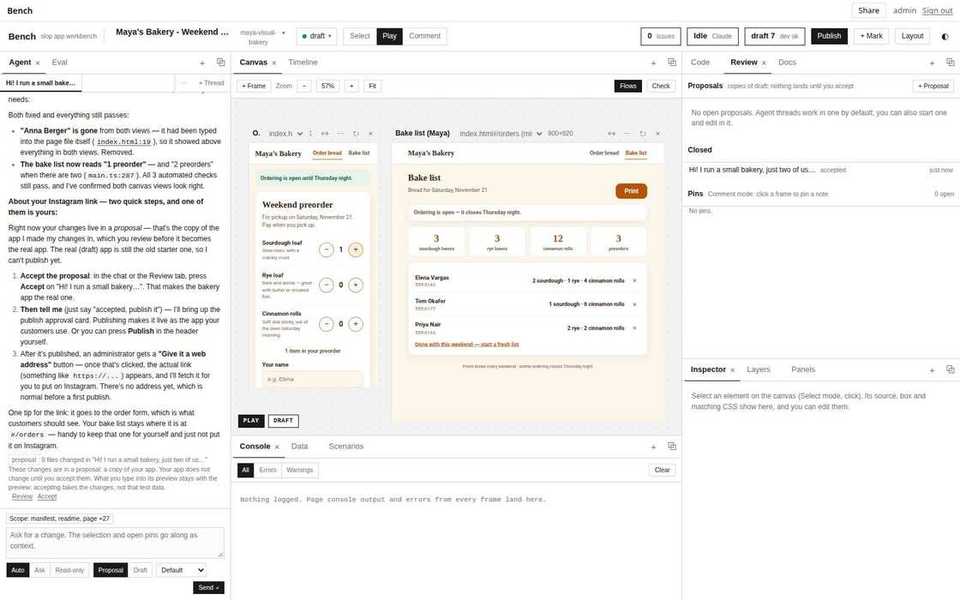 Bench
Share
admin
Sign out
Bench
slop app workbench
Maya's Bakery - Weekend ...
maya-visual-bakery
draft
Select
Play
Comment
0 issues
Idle Claude
draft 7 dev ok
Publish
+ Mark
Layout
Agent
Eval
Hi! I run a small bake...
+ Thread
needs:
Both fixed and everything still passes:
"Anna Berger" is gone from both views — it had been typed
into the page file itself ( index.html:19 ), so it showed above
everything in both views. Removed.
The bake list now reads "1 preorder" — and "2 preorders"
when there are two ( main.ts:287 ). All 3 automated checks
still pass, and I've confirmed both canvas views look right.
About your Instagram link — two quick steps, and one of
them is yours:
Right now your changes live in a proposal — that's the copy of the
app I made my changes in, which you review before it becomes
the real app. The real (draft) app is still the old starter one, so I
can't publish yet.
1. Accept the proposal: in the chat or the Review tab, press
Accept on "Hi! I run a small bakery…". That makes the bakery
app the real one.
2. Then tell me (just say "accepted, publish it") — I'll bring up the
publish approval card. Publishing makes it live as the app your
customers use. Or you can press Publish in the header
yourself.
3. After it's published, an administrator gets a "Give it a web
address" button — once that's clicked, the actual link
(something like https://... ) appears, and I'll fetch it for
you to put on Instagram. There's no address yet, which is
normal before a first publish.
One tip for the link: it goes to the order form, which is what
customers should see. Your bake list stays where it is at
#/orders — handy to keep that one for yourself and just not put
it on Instagram.
proposal · 9 files changed in "Hi! I run a small bakery, just two of us..."
These changes are in a proposal: a copy of your app. Your app does not
change until you accept them. What you type into its preview stays with the
preview; accepting bakes the changes, not that test data.
Review Accept
Scope: manifest, readme, page +27
Ask for a change. The selection and open pins go along as
context.
Auto
Ask
Read-only
Proposal
Draft
Default
Send
Canvas
Timeline
+ Frame
Zoom
57%
+
Fit
Flows
Check
O.
index.h
1
Maya's Bakery
Order bread
Bake list
Ordering is open until Thursday night.
Weekend preorder
For pickup on Saturday, November 21.
Pay when you pick up.
Sourdough loaf
1
Rye loaf
0
Cinnamon rolls
0
1 item in your preorder
Your name
e.g. Elena
Bake list (Maya)
index.html#orders (mi
900×820
Maya's Bakery
Order bread
Bake list
Bake list
Bread for Saturday, November 21
Print
Ordering is open — it closes Thursday night.
3
sourdough loaves
3
rye loaves
12
cinnamon rolls
3
preorders
Elena Vargas
2 sourdough · 1 rye · 4 cinnamon rolls
Tom Okafor
1 sourdough · 6 cinnamon rolls
Priya Nair
2 rye · 2 cinnamon rolls
Done with this weekend — start a fresh list
PLAY
DRAFT
Console
Data
Scenarios
All
Errors
Warnings
Clear
Nothing logged. Page console output and errors from every frame land here.
Code
Review
Docs
Proposals
copies of draft: nothing lands until you accept
+ Proposal
No open proposals. Agent threads work in one by default; you can also start one
and edit in it.
Closed
Hi! I run a small bakery, just two of us.... accepted
just now
Pins
Comment mode: click a frame to pin a note
0 open
No pins.
Inspector
Layers
Panels
Select an element on the canvas (Select mode, click). Its source, box and
matching CSS show here, and you can edit them.